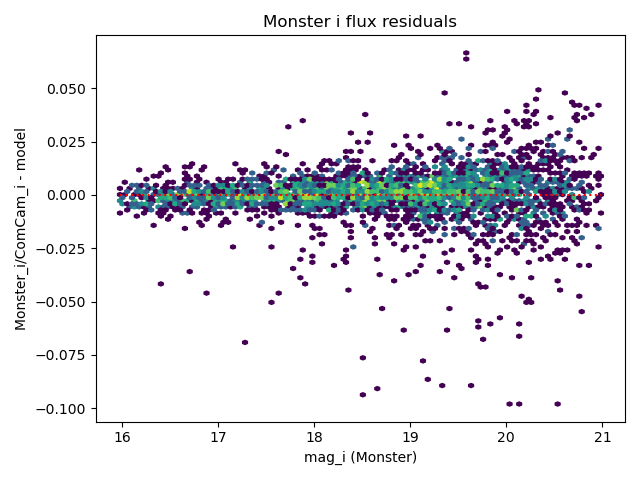 Monster i flux residuals
Monster_i/ComCam_i - model
0.050
0.025
0.000
−0.025
−0.050
−0.075
−0.100
16 17 18 19 20 21
mag_i (Monster)